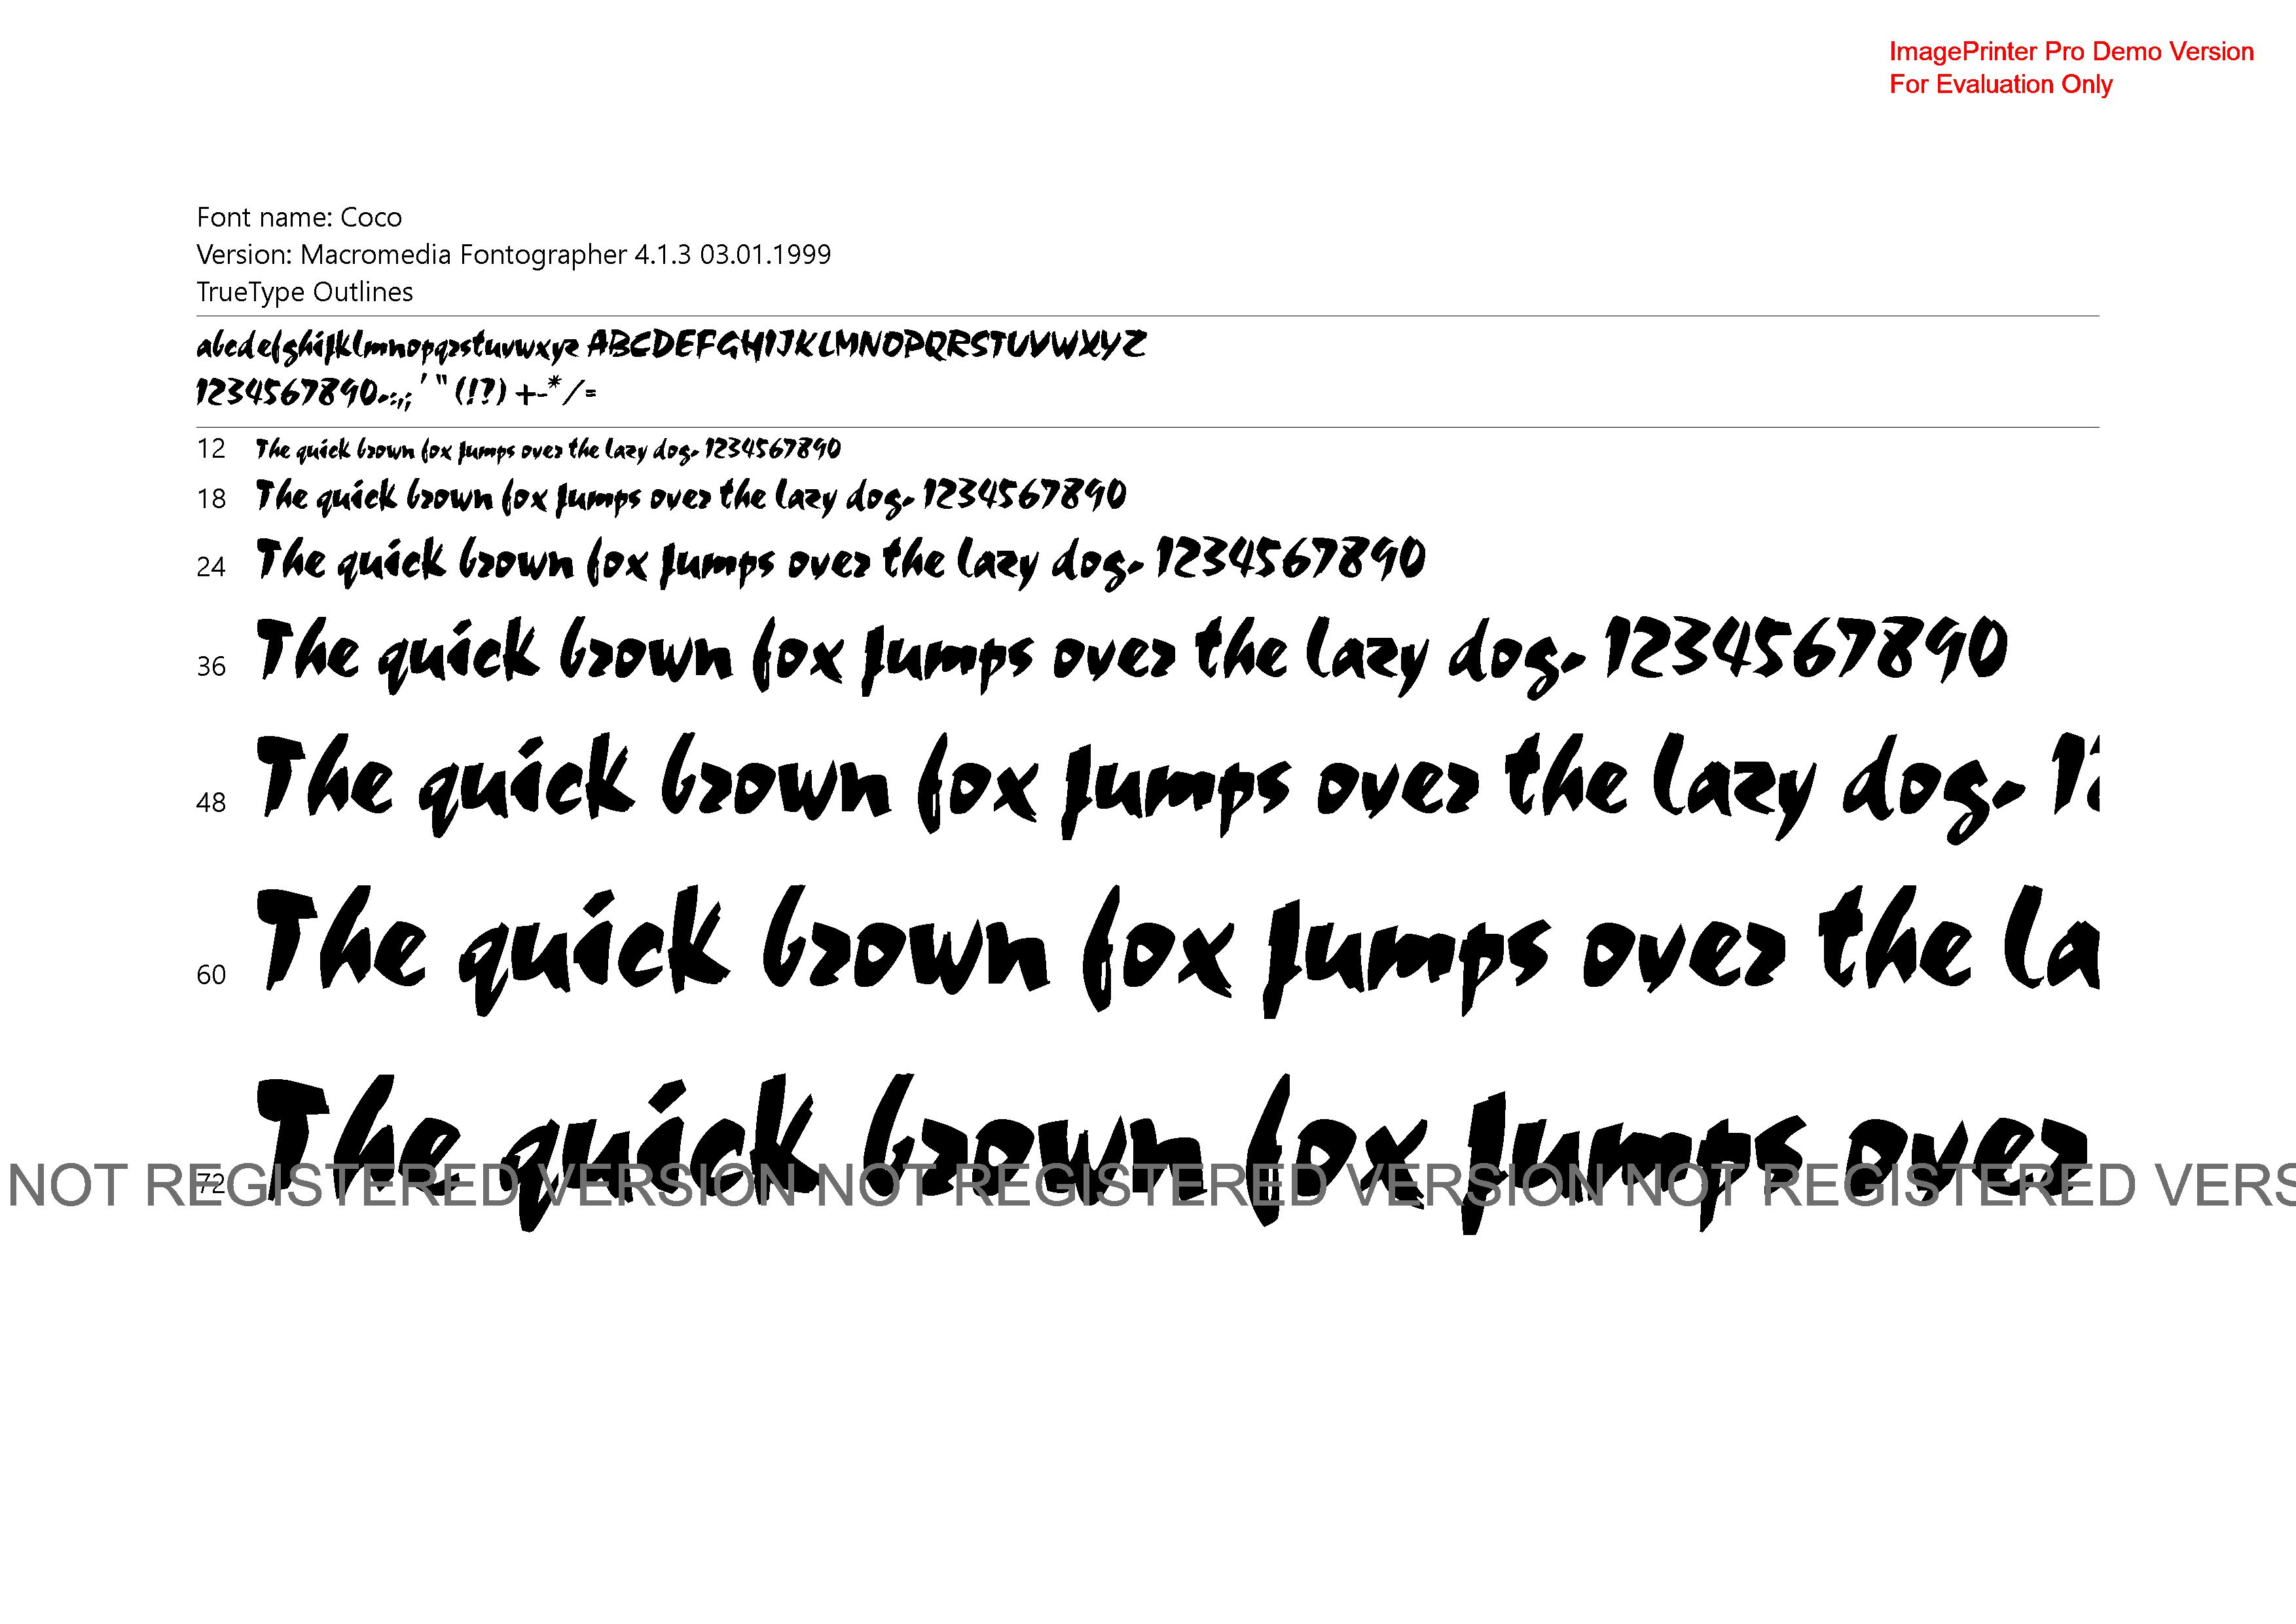 ImagePrinter Pro Demo Version
For Evaluation Only
Font name: Coco
Version: Macromedia Fontographer 4.1.3 03.01.1999
TrueType Outlines
abcdefghijklmnopqrstuvwxyz ABCDEFGHIJKLMNOPQRSTUVWXYZ
1234567890.:,; ' " (!?) +-*/=
12 The quick brown fox jumps over the lazy dog. 1234567890
18 The quick brown fox jumps over the lazy dog. 1234567890
24 The quick brown fox jumps over the lazy dog. 1234567890
36 The quick brown fox jumps over the lazy dog. 1234567890
48 The quick brown fox jumps over the lazy dog. 12
60 The quick brown fox jumps over the la
72 The quick brown fox jumps over
NOT REGISTERED VERSION NOT REGISTERED VERSION NOT REGISTERED VERS